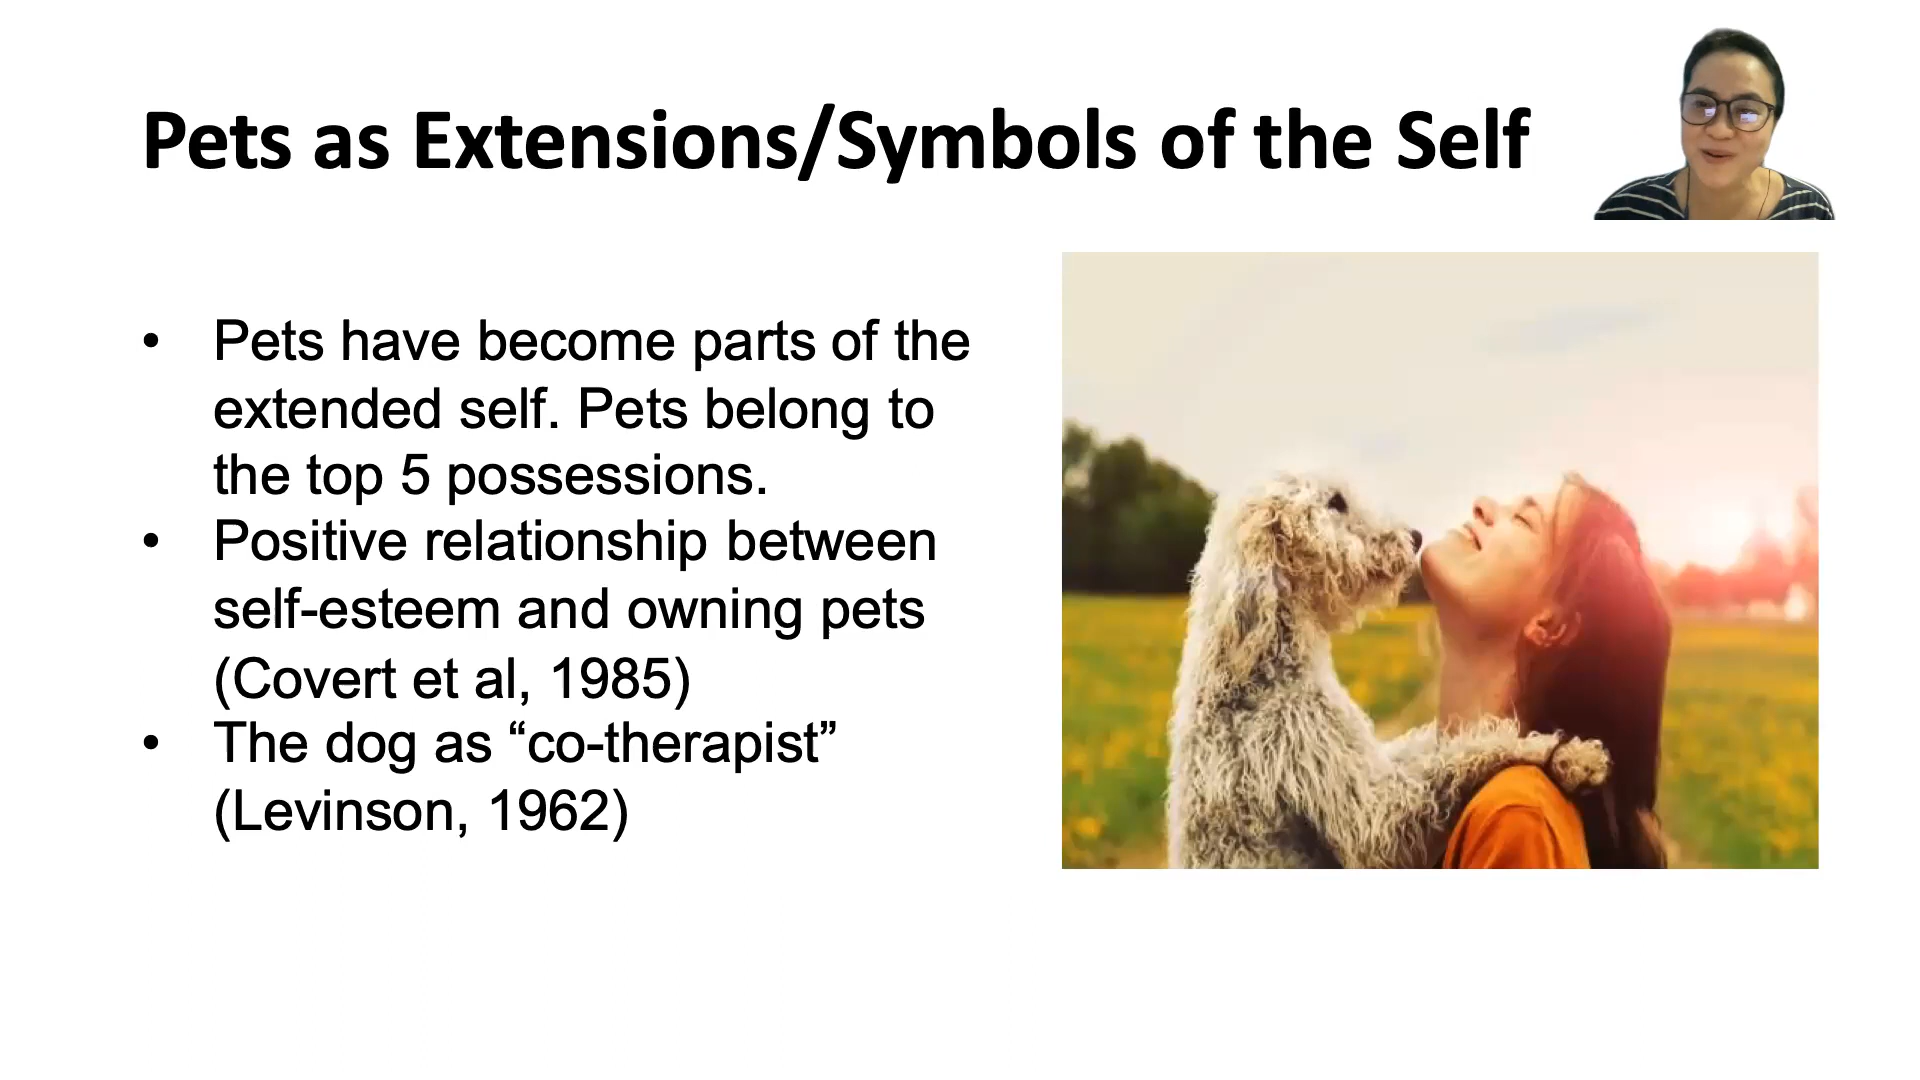 Pets as Extensions/Symbols of the Self
• Pets have become parts of the
extended self. Pets belong to
the top 5 possessions.
• Positive relationship between
self-esteem and owning pets
(Covert et al, 1985)
• The dog as “co-therapist”
(Levinson, 1962)